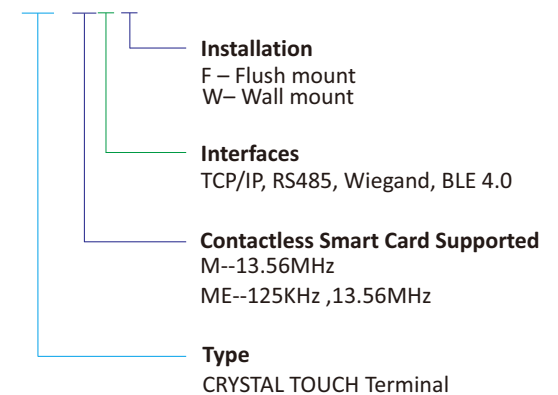 Installation
F – Flush mount
W– Wall mount
Interfaces
TCP/IP, RS485, Wiegand, BLE 4.0
Contactless Smart Card Supported
M--13.56MHz
ME--125KHz ,13.56MHz
Type
CRYSTAL TOUCH Terminal